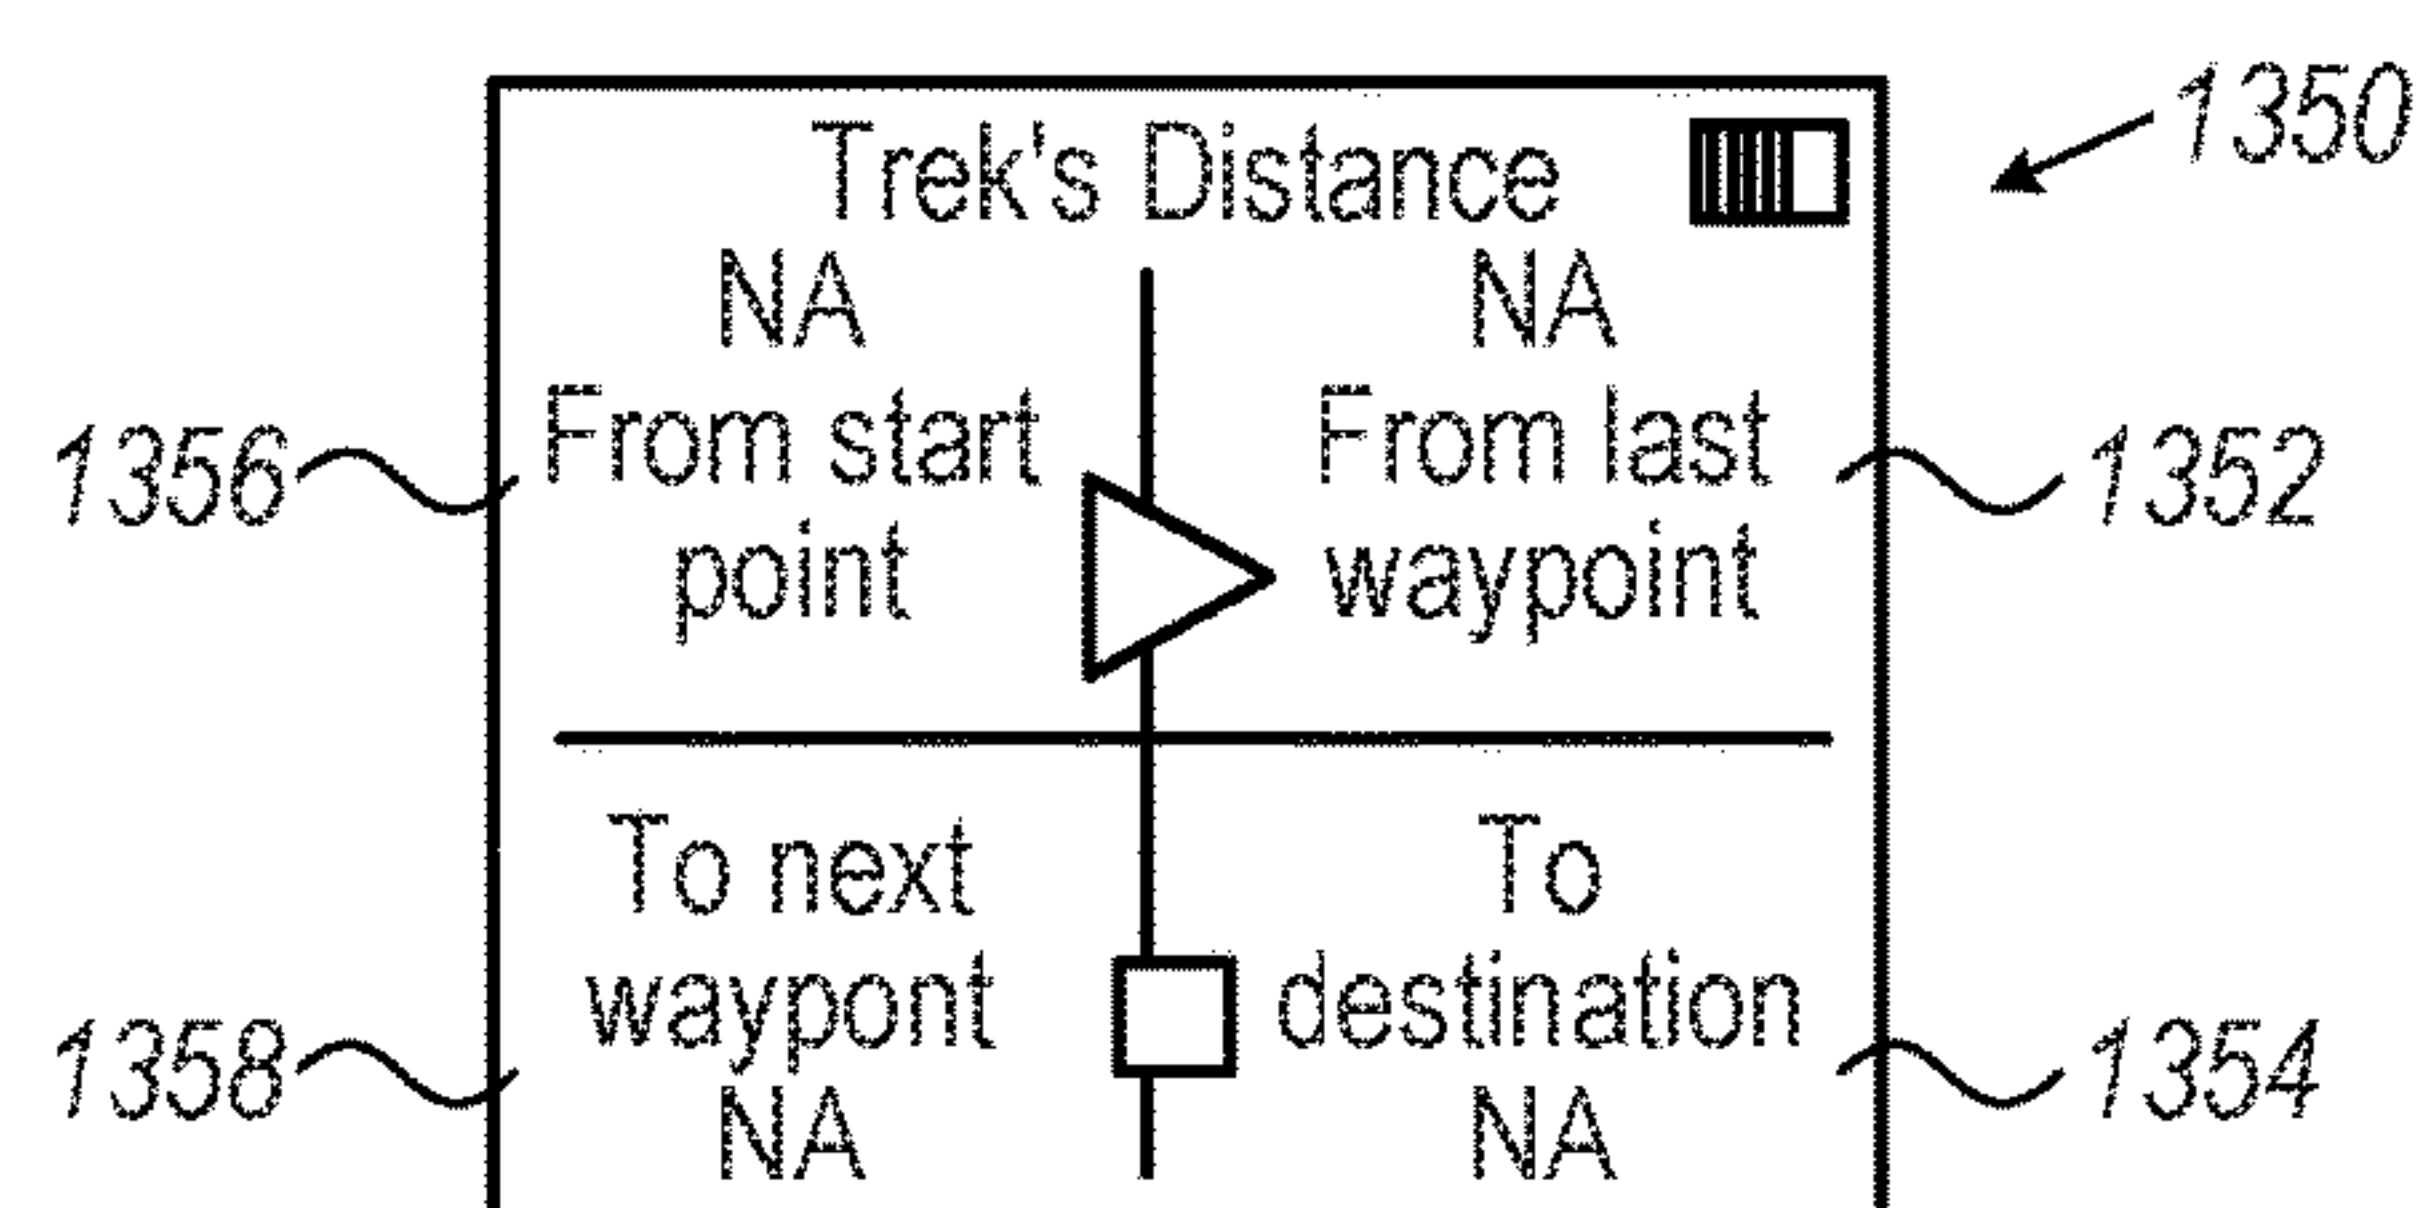 Trek's Distance
1350
NA
From start
point
1356
NA
From last
waypoint
1352
To next
waypont
NA
1358
To
destination
NA
1354